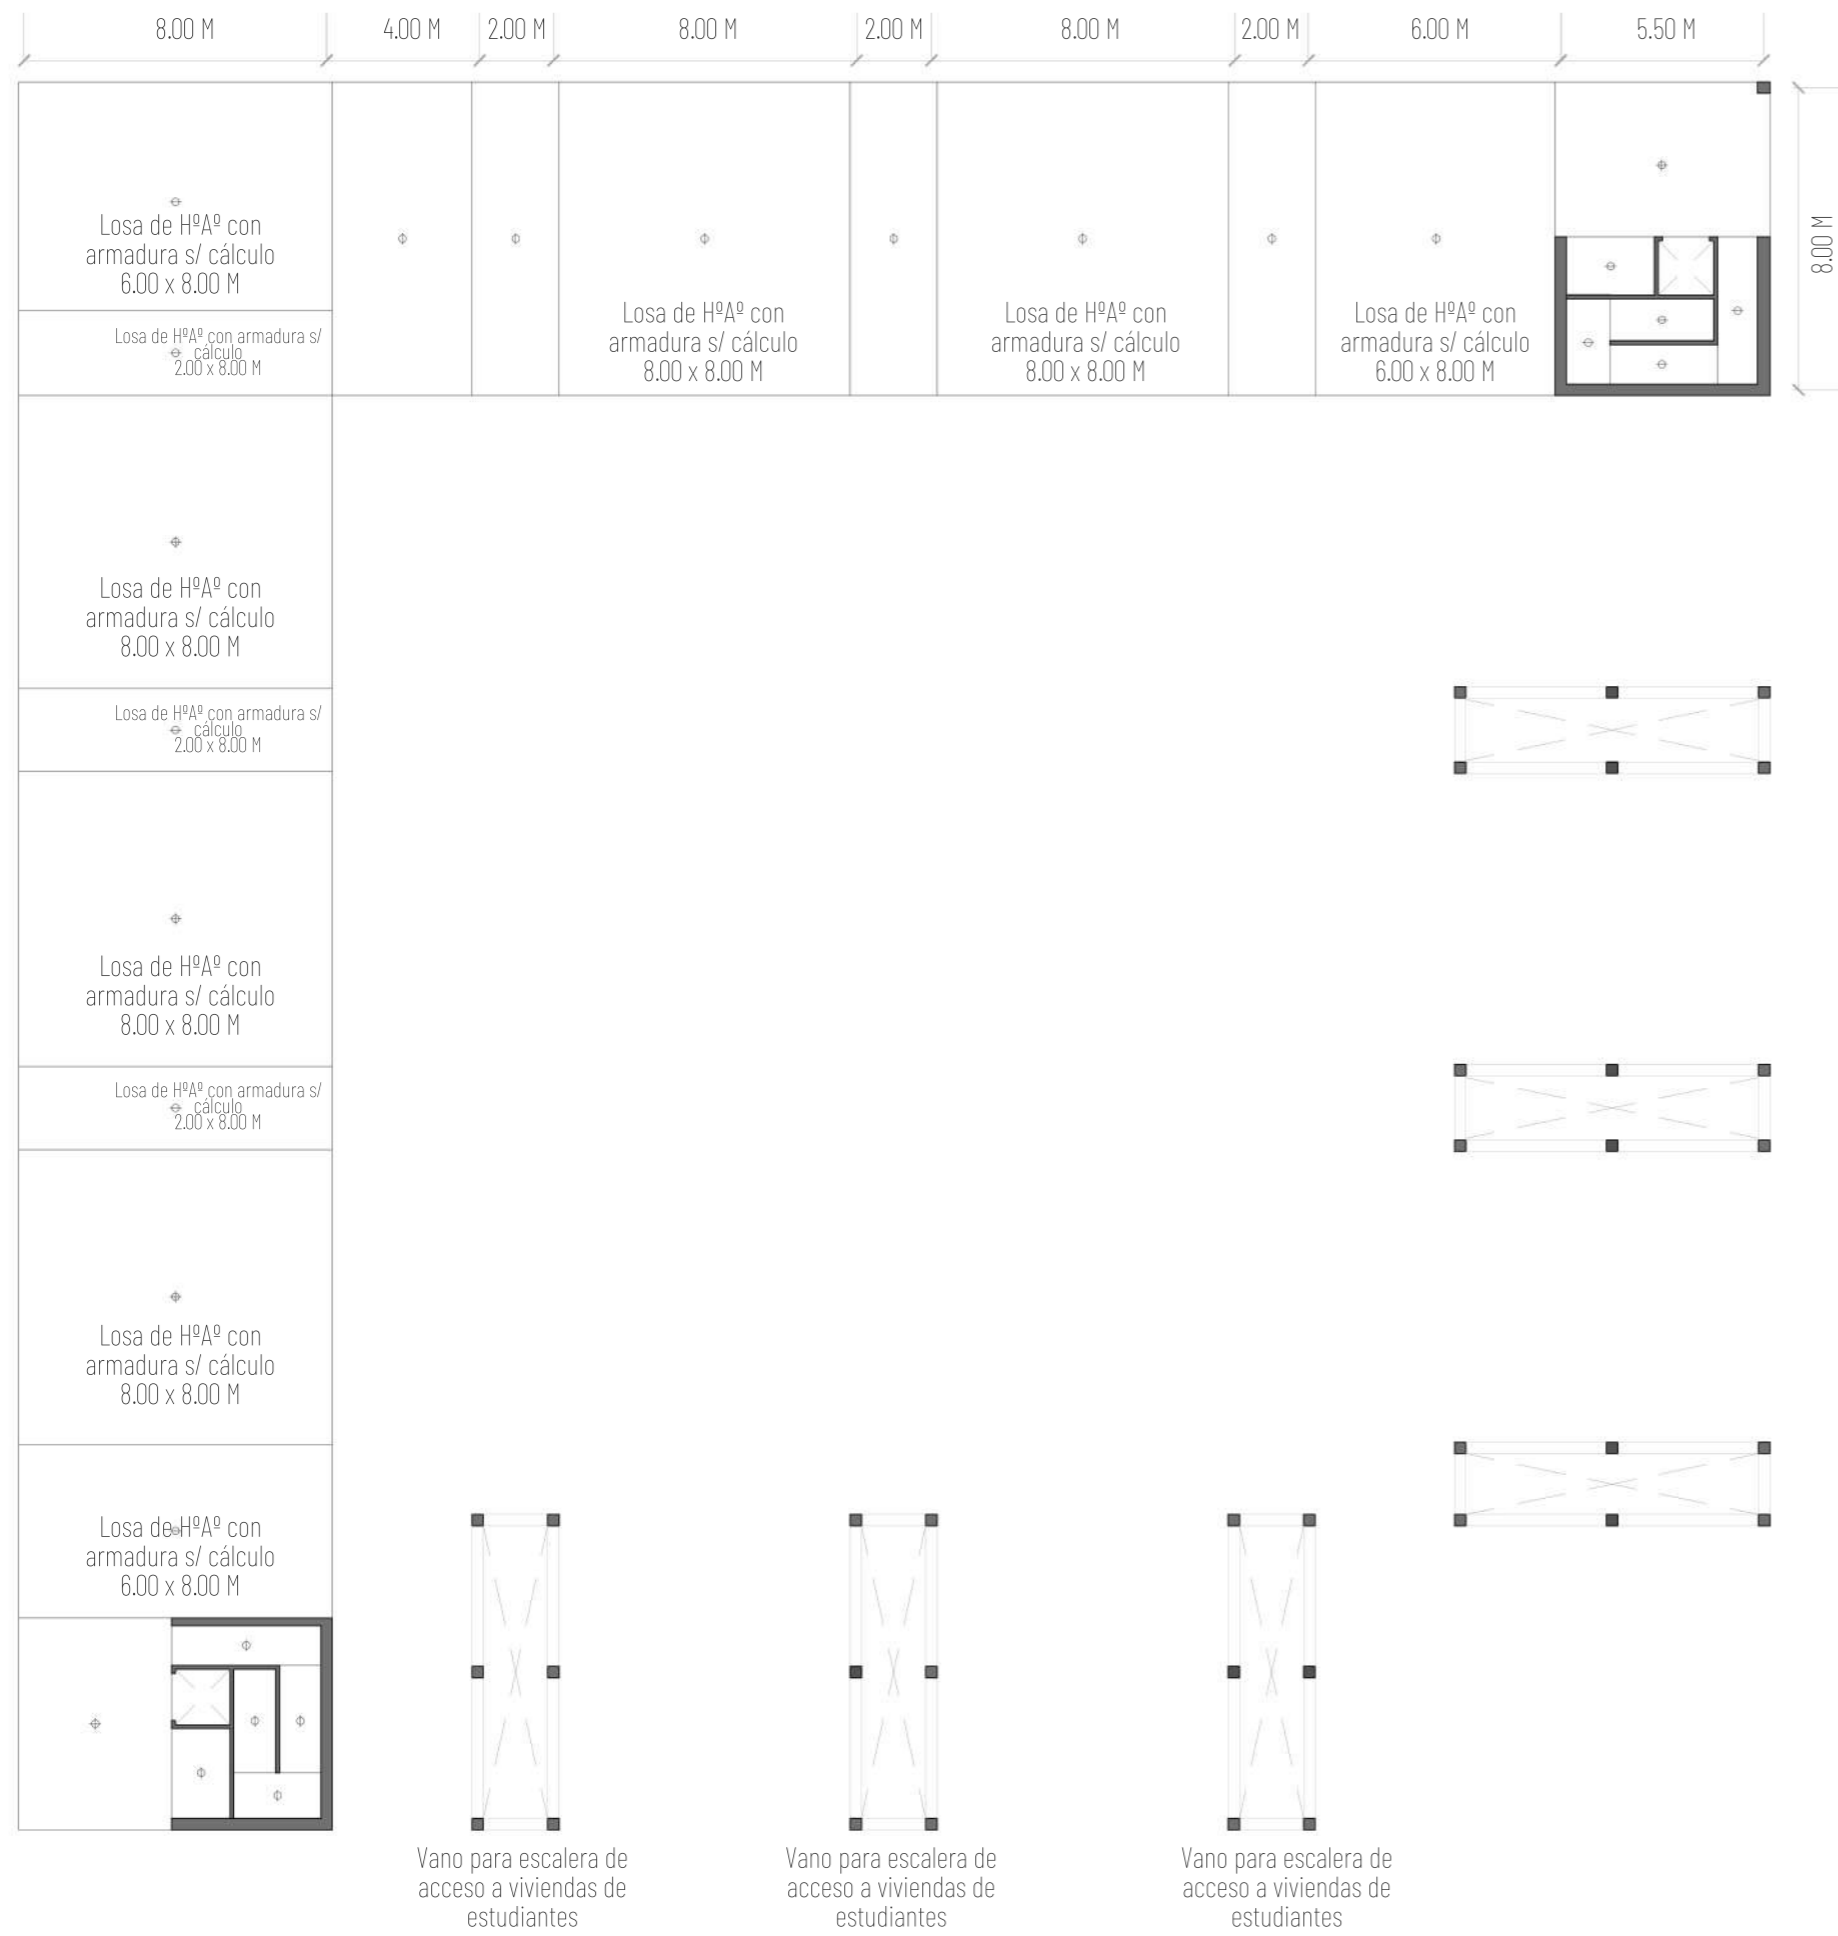 8.00 M
4.00 M
2.00 M
8.00 M
2.00 M
8.00 M
2.00 M
6.00 M
5.50 M
8.00 M
Losa de HºAº con
armadura s/ cálculo
6.00 x 8.00 M
Losa de HºAº con armadura s/
cálculo
2.00 x 8.00 M
Losa de HºAº con
armadura s/ cálculo
8.00 x 8.00 M
Losa de HºAº con
armadura s/ cálculo
8.00 x 8.00 M
Losa de HºAº con
armadura s/ cálculo
6.00 x 8.00 M
Losa de HºAº con
armadura s/ cálculo
8.00 x 8.00 M
Losa de HºAº con armadura s/
cálculo
2.00 x 8.00 M
Losa de HºAº con
armadura s/ cálculo
8.00 x 8.00 M
Losa de HºAº con armadura s/
cálculo
2.00 x 8.00 M
Losa de HºAº con
armadura s/ cálculo
8.00 x 8.00 M
Losa de HºAº con
armadura s/ cálculo
6.00 x 8.00 M
Vano para escalera de
acceso a viviendas de
estudiantes
Vano para escalera de
acceso a viviendas de
estudiantes
Vano para escalera de
acceso a viviendas de
estudiantes